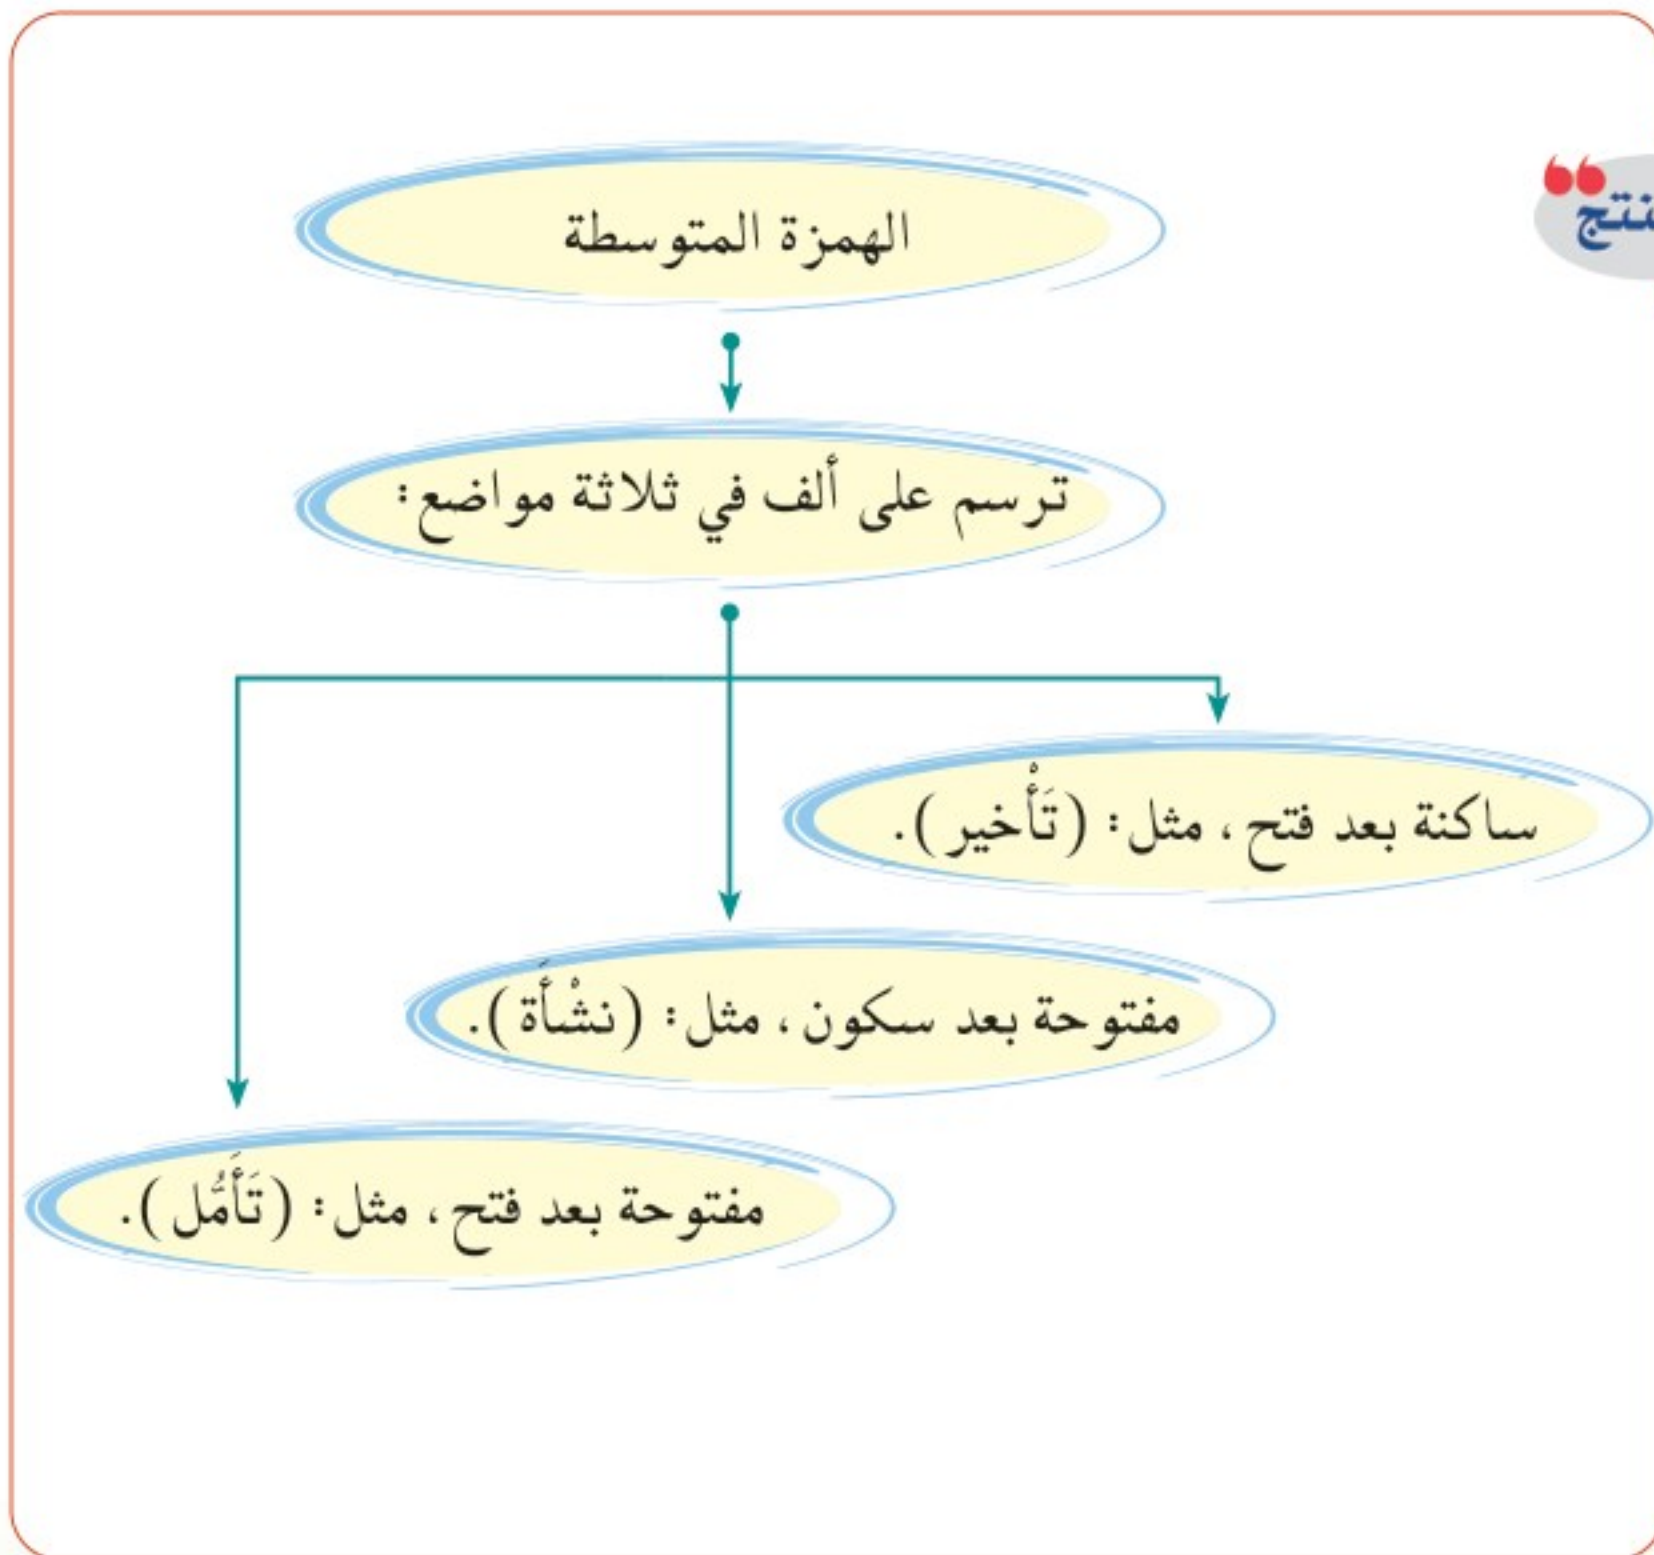 الهمزة المتوسطة
ترسم على ألف في ثلاثة مواضع:
ساكنة بعد فتح، مثل: (تَأْخير).
مفتوحة بعد سكون، مثل: (نشْأَة).
مفتوحة بعد فتح، مثل: (تَأَمُّل).